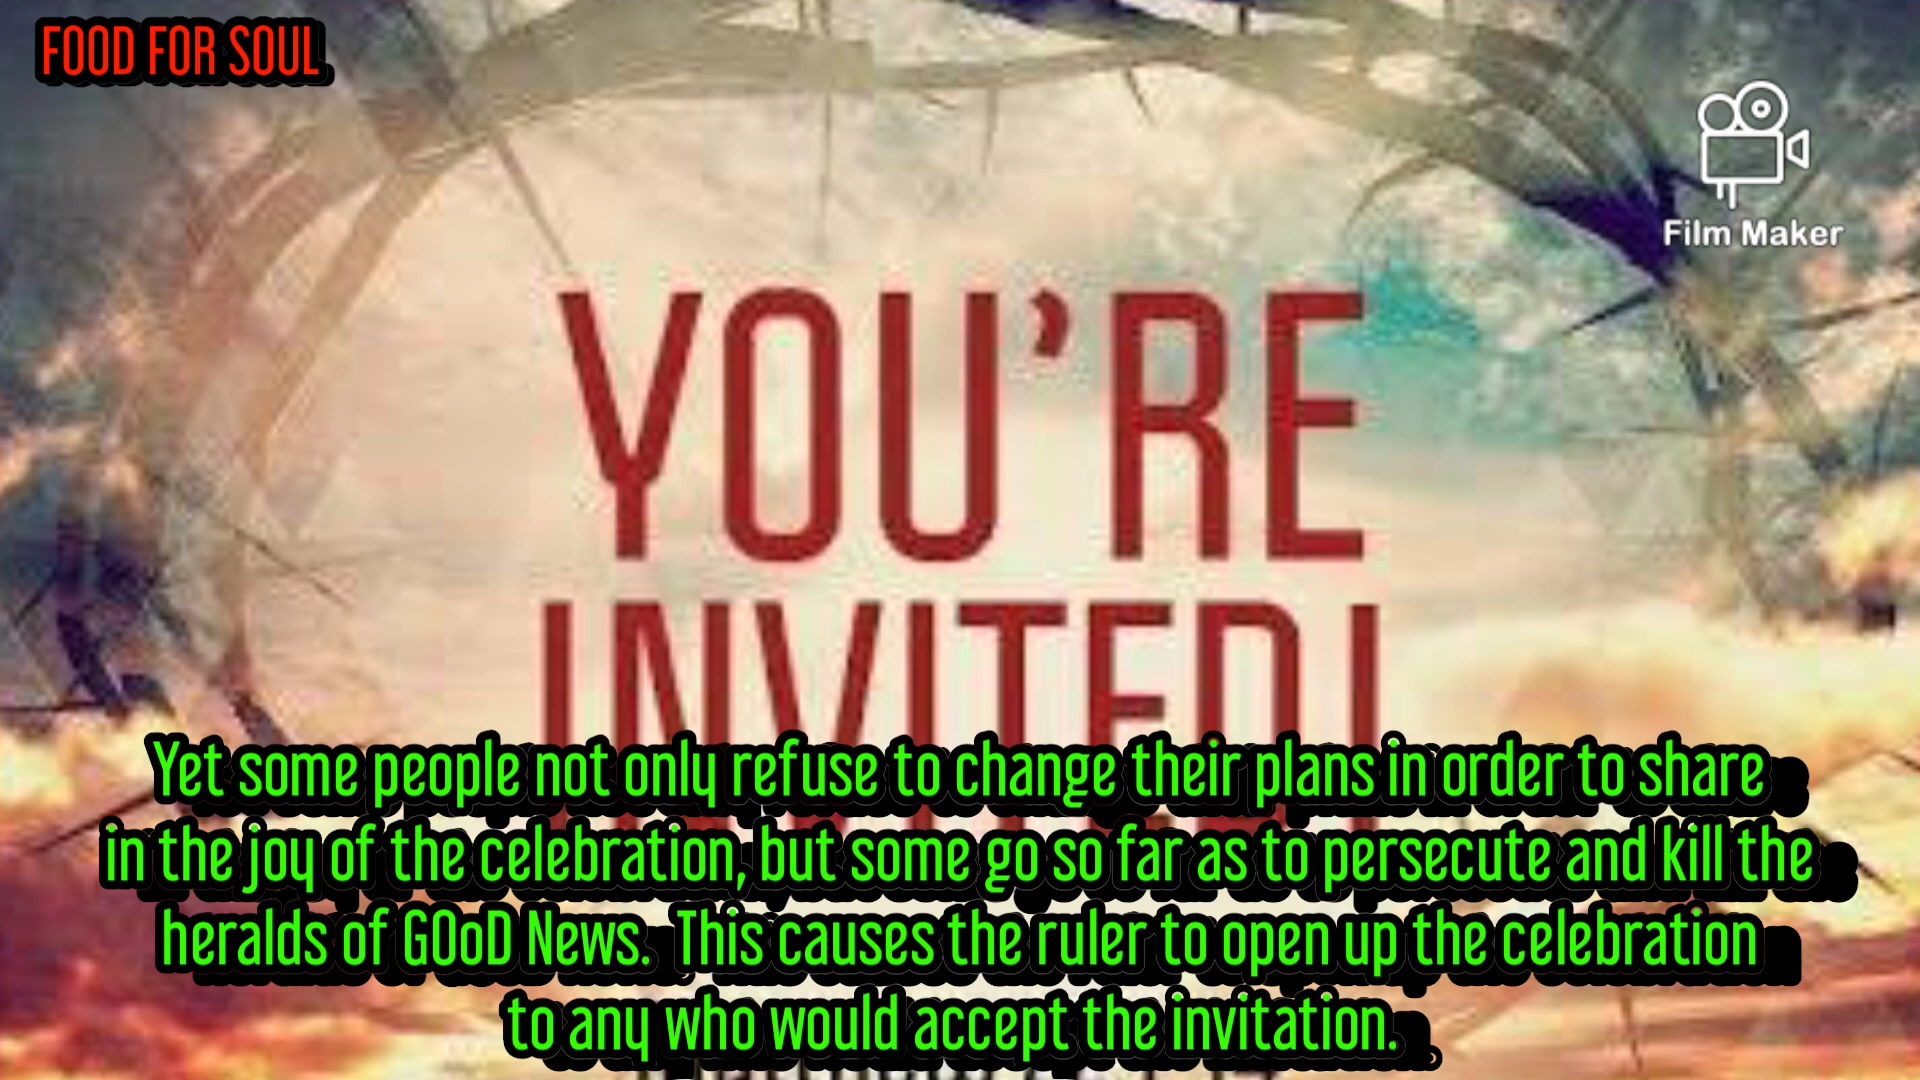 FOOD FOR SOUL
Film Maker
YOU'RE
INVITED!
Yet some people not only refuse to change their plans in order to share
in the joy of the celebration, but some go so far as to persecute and kill the
heralds of GOoD News. This causes the ruler to open up the celebration
to any who would accept the invitation.